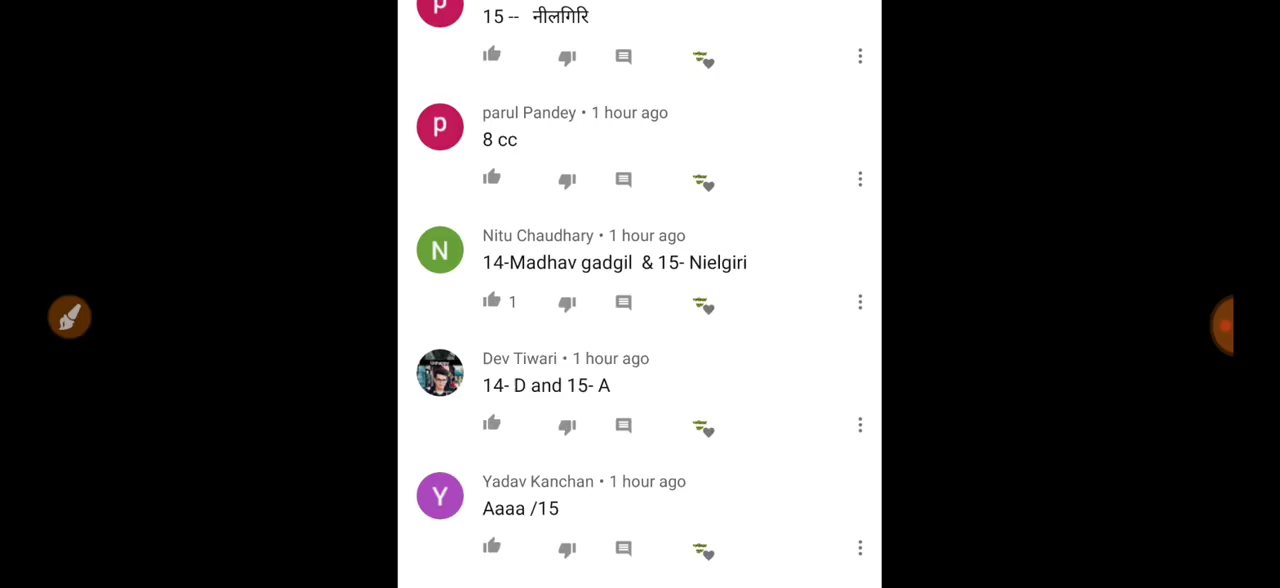 p
15 -- नीलगिरि
p
parul Pandey • 1 hour ago
8 cc
N
Nitu Chaudhary • 1 hour ago
14-Madhav gadgil & 15- Nielgiri
1
Dev Tiwari • 1 hour ago
14- D and 15- A
Y
Yadav Kanchan • 1 hour ago
Aaaa /15